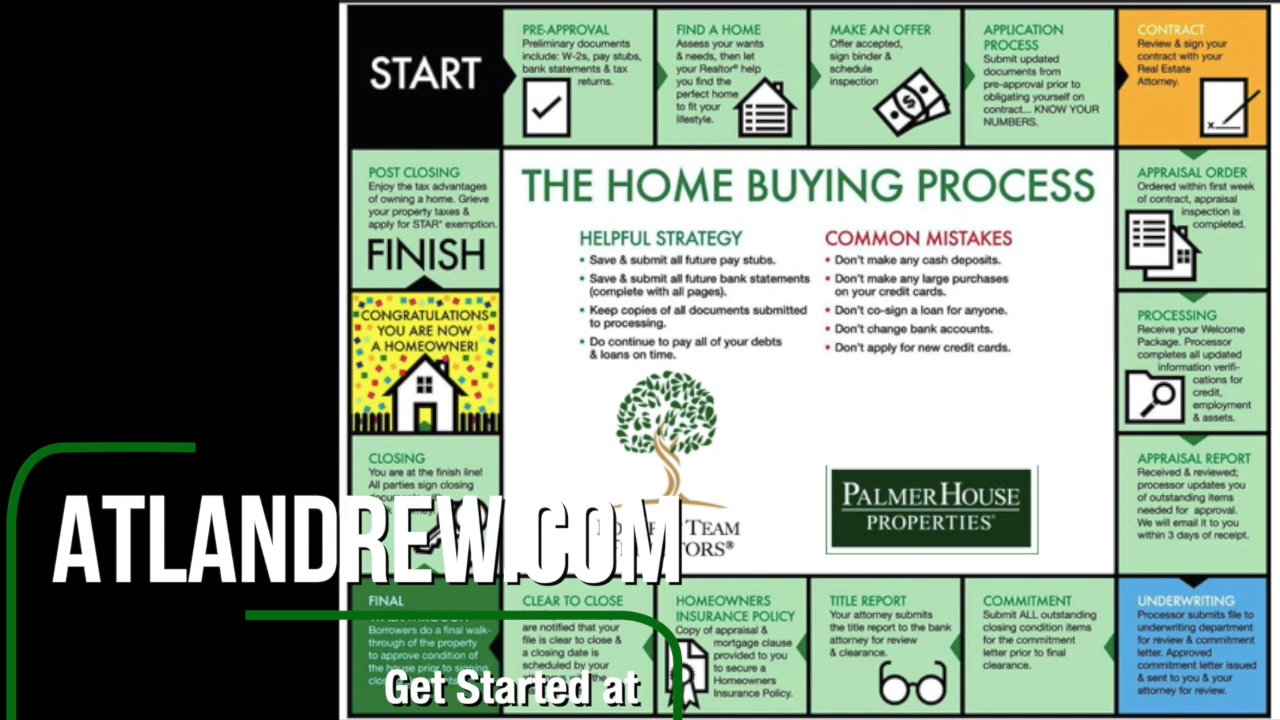 START
PRE-APPROVAL
Preliminary documents
include: W-2s, pay stubs,
bank statements & tax
returns.
FIND A HOME
Assess your wants
& needs, then let
your Realtor® help
you find the
perfect home
to fit your
lifestyle.
MAKE AN OFFER
Offer accepted,
sign binder &
schedule
inspection
APPLICATION
PROCESS
Submit updated
documents from
pre-approval prior to
obligating yourself on
contract... KNOW YOUR
NUMBERS.
CONTRACT
Review & sign your
contract with your
Real Estate
Attorney.
APPRAISAL ORDER
Ordered within first week
of contract, appraisal
inspection is
completed.
PROCESSING
Receive your Welcome
Package. Processor
completes all updated
information verifi-
cations for
credit,
employment
& assets.
APPRAISAL REPORT
Received & reviewed;
processor updates you
of outstanding items
needed for approval.
We will email it to you
within 3 days of receipt.
UNDERWRITING
Processor submits file to
underwriting department
for review & commitment
letter. Approved
commitment letter issued
& sent to you & your
attorney for review.
COMMITMENT
Submit ALL outstanding
closing condition items
for the commitment
letter prior to final
clearance.
TITLE REPORT
Your attorney submits
the title report to the bank
attorney for review
& clearance.
HOMEOWNERS
INSURANCE POLICY
Copy of appraisal &
mortgage clause
provided to you
to secure a
Homeowners
Insurance Policy.
CLEAR TO CLOSE
are notified that your
file is clear to close &
a closing date is
scheduled by your
FINAL
Borrowers do a final walk-
through of the property
to approve condition of
the house prior to signing
CLOSING
You are at the finish line!
All parties sign closing
CONGRATULATIONS
YOU ARE NOW
A HOMEOWNER!
POST CLOSING
Enjoy the tax advantages
of owning a home. Grieve
your property taxes &
apply for STAR* exemption.
FINISH
THE HOME BUYING PROCESS
HELPFUL STRATEGY
• Save & submit all future pay stubs.
• Save & submit all future bank statements
(complete with all pages).
• Keep copies of all documents submitted
to processing.
• Do continue to pay all of your debts
& loans on time.
COMMON MISTAKES
• Don't make any cash deposits.
• Don't make any large purchases
on your credit cards.
• Don't co-sign a loan for anyone.
• Don't change bank accounts.
• Don't apply for new credit cards.
TEAM
PALMERHOUSE
PROPERTIES
ATLANDREW.COM
Get Started at